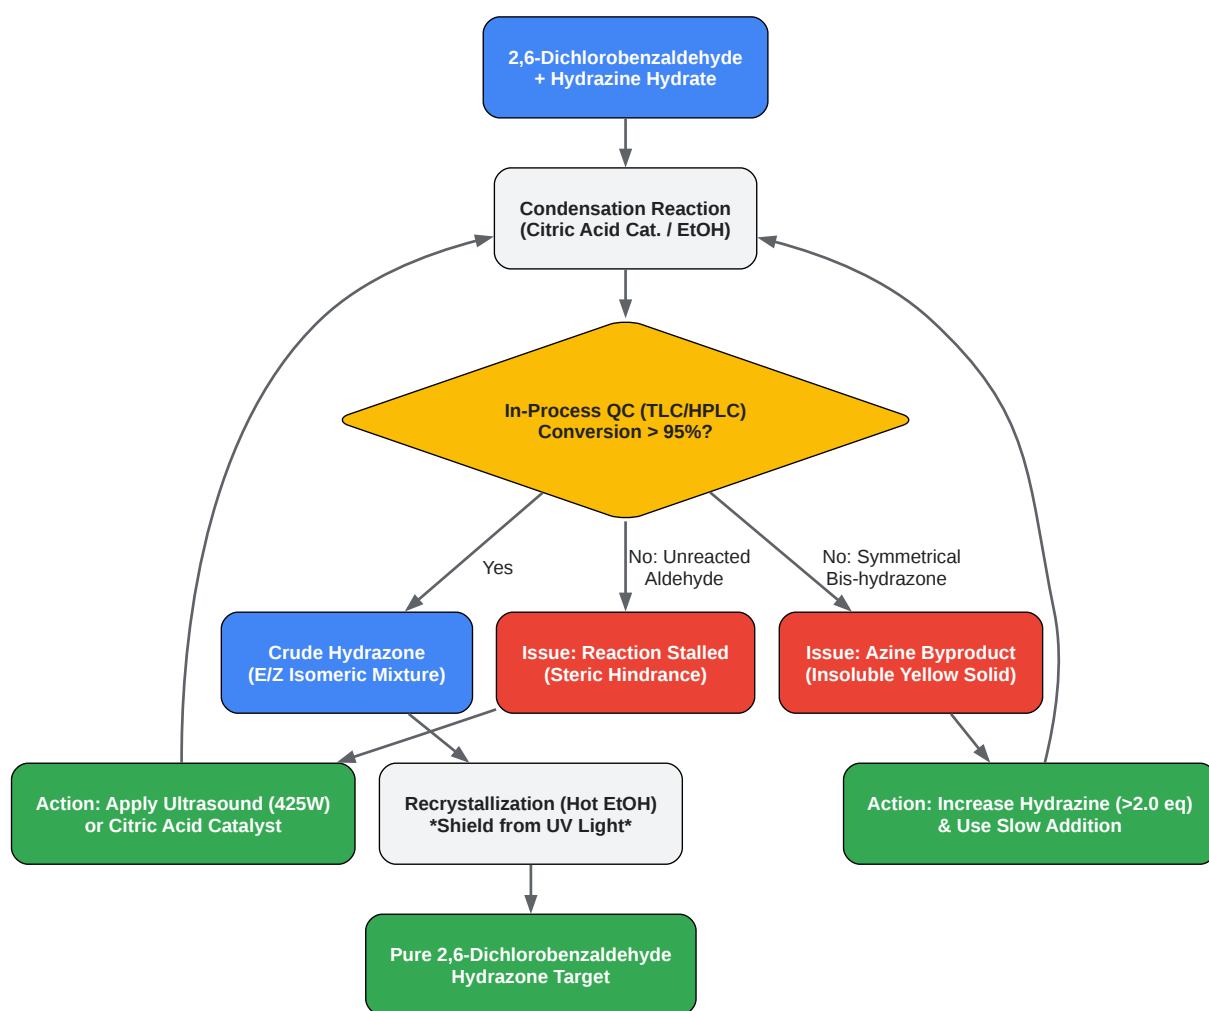 2,6-Dichlorobenzaldehyde
+ Hydrazine Hydrate
Condensation Reaction
(Citric Acid Cat. / EtOH)
In-Process QC (TLC/HPLC)
Conversion > 95%?
Yes
No: Unreacted
Aldehyde
No: Symmetrical
Bis-hydrazone
Crude Hydrazone
(E/Z Isomeric Mixture)
Issue: Reaction Stalled
(Steric Hindrance)
Issue: Azine Byproduct
(Insoluble Yellow Solid)
Action: Apply Ultrasound (425W)
or Citric Acid Catalyst
Recrystallization (Hot EtOH)
*Shield from UV Light*
Action: Increase Hydrazine (>2.0 eq)
& Use Slow Addition
Pure 2,6-Dichlorobenzaldehyde
Hydrazone Target